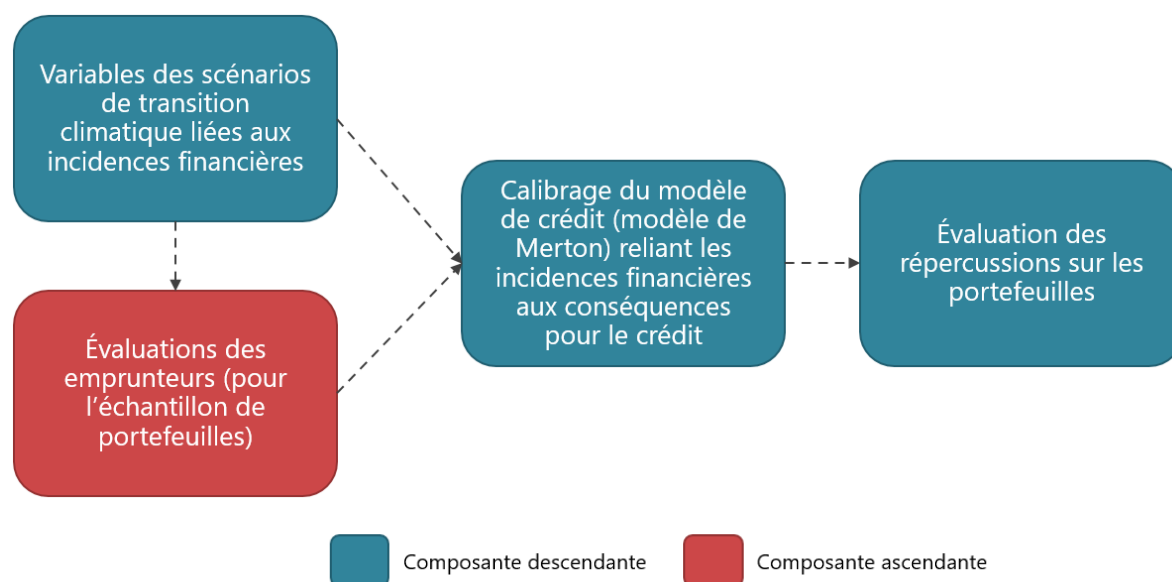 Variables des scénarios
de transition
climatique liées aux
incidences financières
Évaluations des
emprunteurs (pour
l’échantillon de
portefeuilles)
Calibrage du modèle
de crédit (modèle de
Merton) reliant les
incidences financières
aux conséquences
pour le crédit
Évaluation des
répercussions sur les
portefeuilles
Composante descendante
Composante ascendante